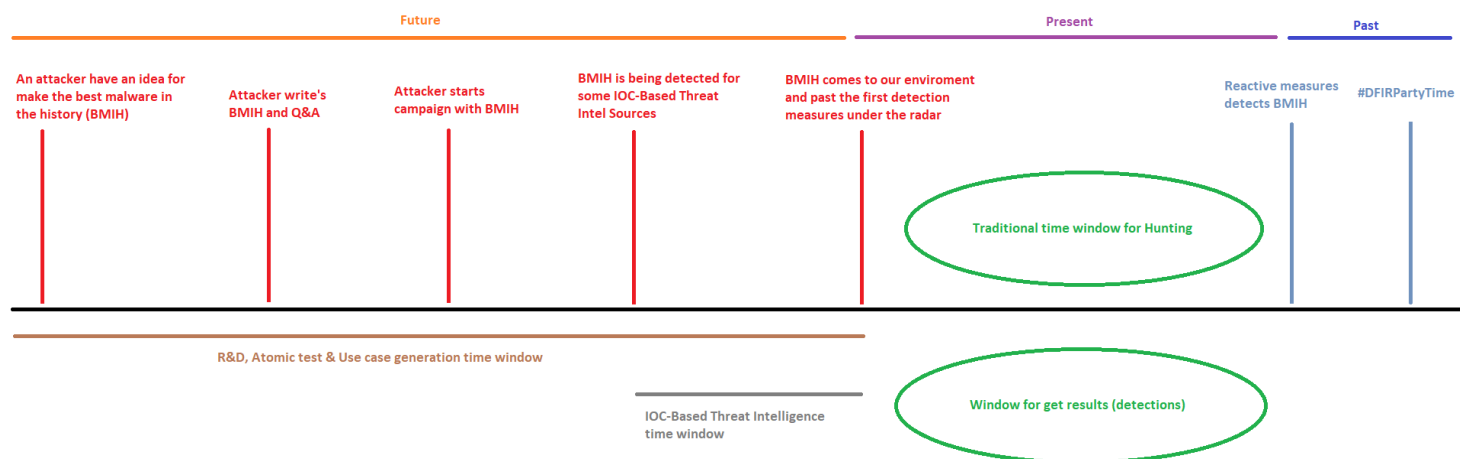 Future
Present
Past
An attacker have an idea for
make the best malware in
the history (BMIH)
Attacker write's
BMIH and Q&A
Attacker starts
campaign with BMIH
BMIH is being detected for
some IOC-Based Threat
Intel Sources
BMIH comes to our enviroment
and past the first detection
measures under the radar
Reactive measures
detects BMIH
#DFIRPartyTime
Traditional time window for Hunting
R&D, Atomic test & Use case generation time window
IOC-Based Threat Intelligence
time window
Window for get results (detections)